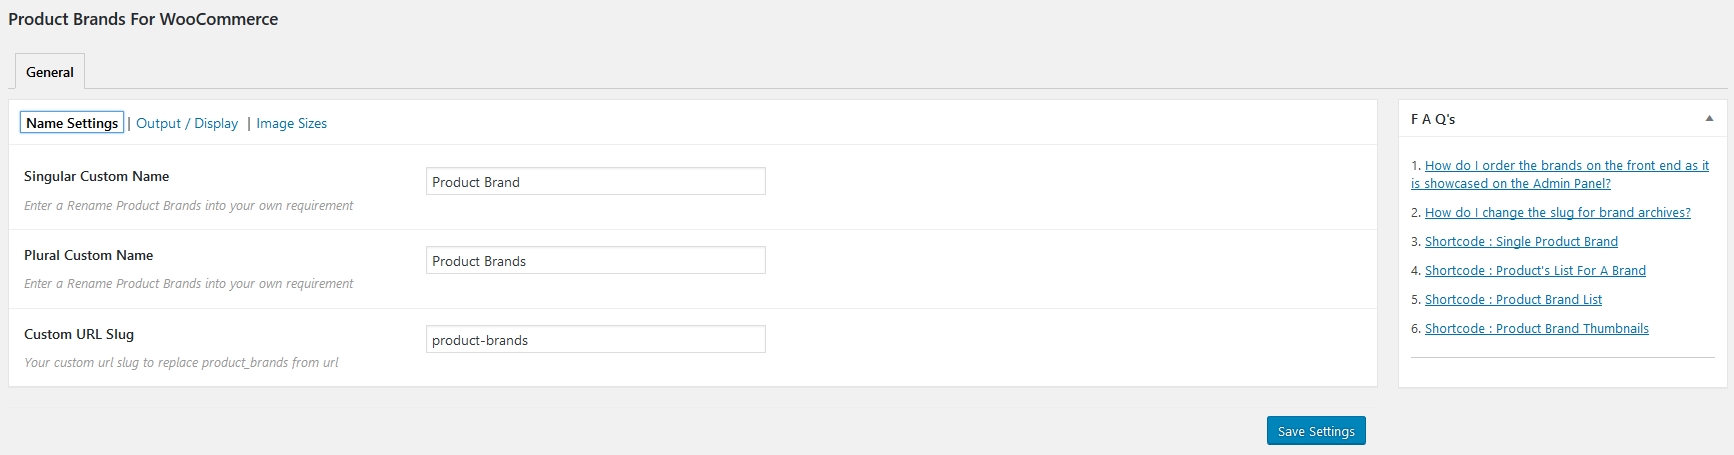 Product Brands For WooCommerce
General
Name Settings | Output / Display | Image Sizes
Singular Custom Name
Product Brand
Enter a Rename Product Brands into your own requirement
Plural Custom Name
Product Brands
Enter a Rename Product Brands into your own requirement
Custom URL Slug
product-brands
Your custom url slug to replace product_brands from url
Save Settings
F A Q's
1. How do I order the brands on the front end as it
is showcased on the Admin Panel?
2. How do I change the slug for brand archives?
3. Shortcode : Single Product Brand
4. Shortcode : Product's List For A Brand
5. Shortcode : Product Brand List
6. Shortcode : Product Brand Thumbnails